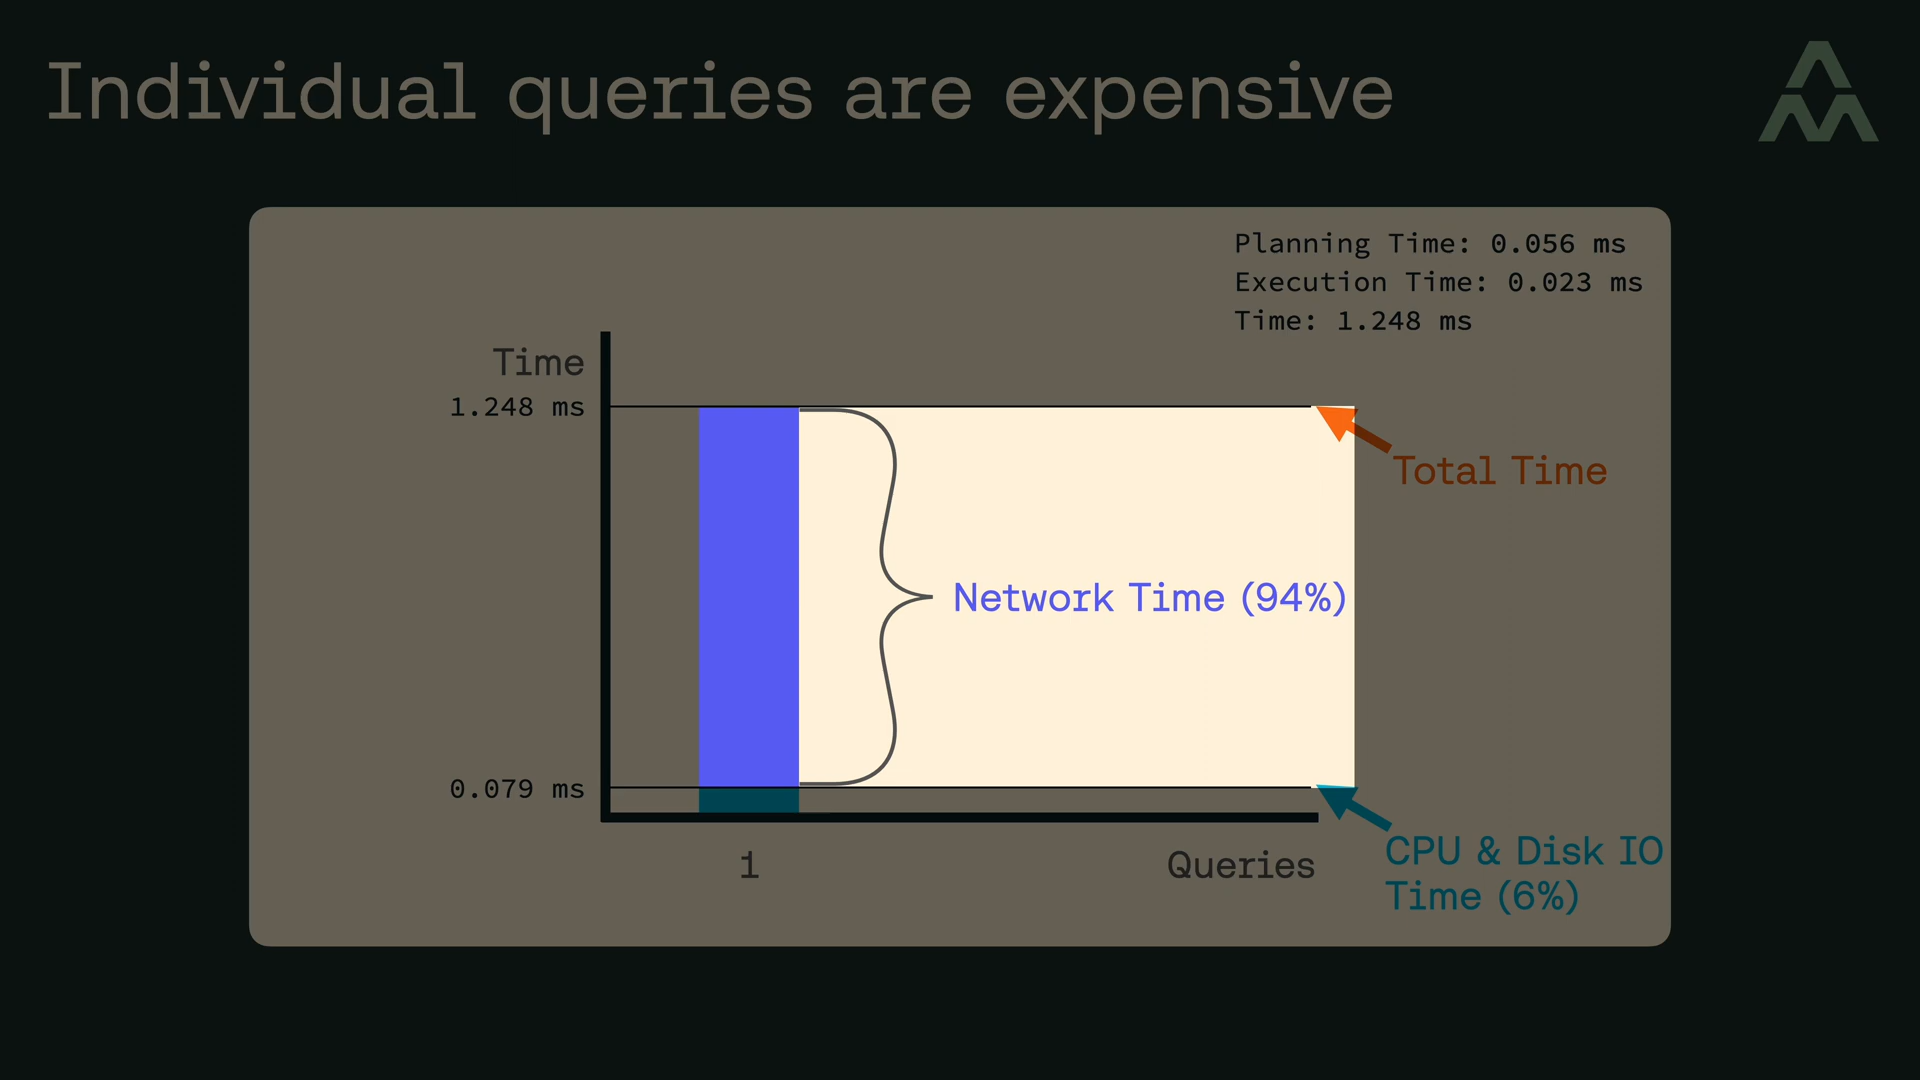 Individual queries are expensive
Planning Time: 0.056 ms
Execution Time: 0.023 ms
Time: 1.248 ms
Time
1.248 ms
Total Time
Network Time (94%)
0.079 ms
CPU & Disk IO
Time (6%)
1
Queries